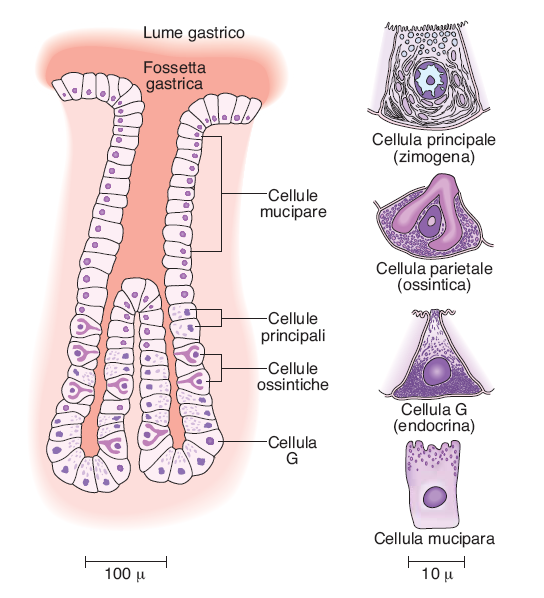 Lume gastrico
Fossetta
gastrica
Cellule
mucipare
Cellule
principali
Cellule
ossintiche
Cellula
G
100 μ
Cellula principale
(zimogena)
Cellula parietale
(ossintica)
Cellula G
(endocrina)
Cellula mucipara
10 μ